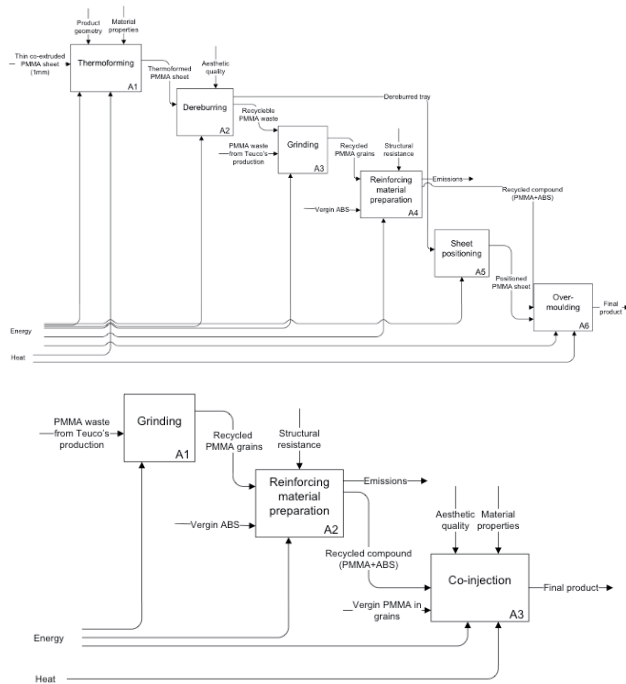 Product
geometry
Material
properties
Thin co-extruded
PMMA sheet
(1mm)
Thermoforming
A1
Thermoformed
PMMA sheet
Aesthetic
quality
Dereburring
A2
Dereburred tray
Recycleble
PMMA waste
PMMA waste
from Teuco's
production
Grinding
A3
Recycled
PMMA grains
Structural
resistance
Reinforcing
material
preparation
A4
Emissions
Recycled compound
(PMMA+ABS)
Vergin ABS
Sheet
positioning
A5
Positioned
PMMA sheet
Over-
moulding
A6
Final
product
Energy
Heat
PMMA waste
from Teuco's
production
Grinding
A1
Recycled
PMMA grains
Structural
resistance
Reinforcing
material
preparation
A2
Emissions
Vergin ABS
Recycled compound
(PMMA+ABS)
Aesthetic
quality
Material
properties
Co-injection
A3
Final product
Vergin PMMA in
grains
Energy
Heat